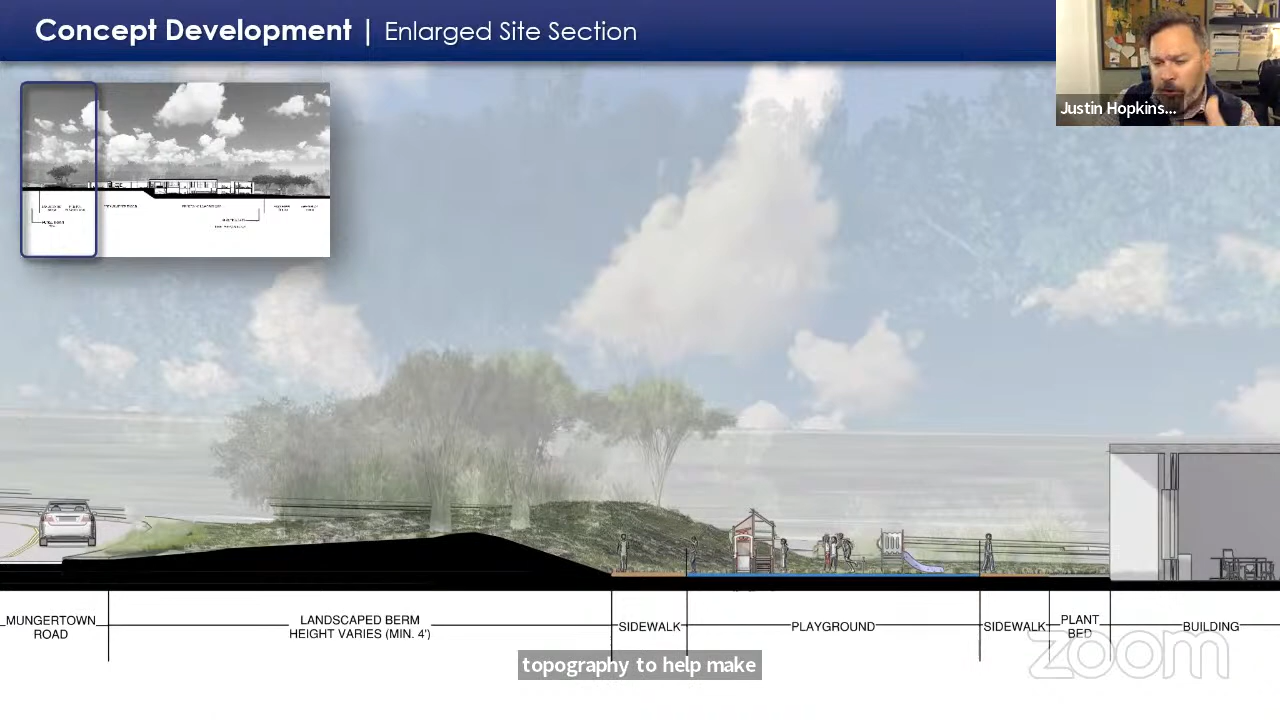 Concept Development | Enlarged Site Section
Justin Hopkins...
MUNGERTOWN
ROAD
LANDSCAPED BERM
HEIGHT VARIES (MIN. 4')
SIDEWALK
PLAYGROUND
SIDEWALK
PLANT
BED
BUILDING
topography to help make
zoom